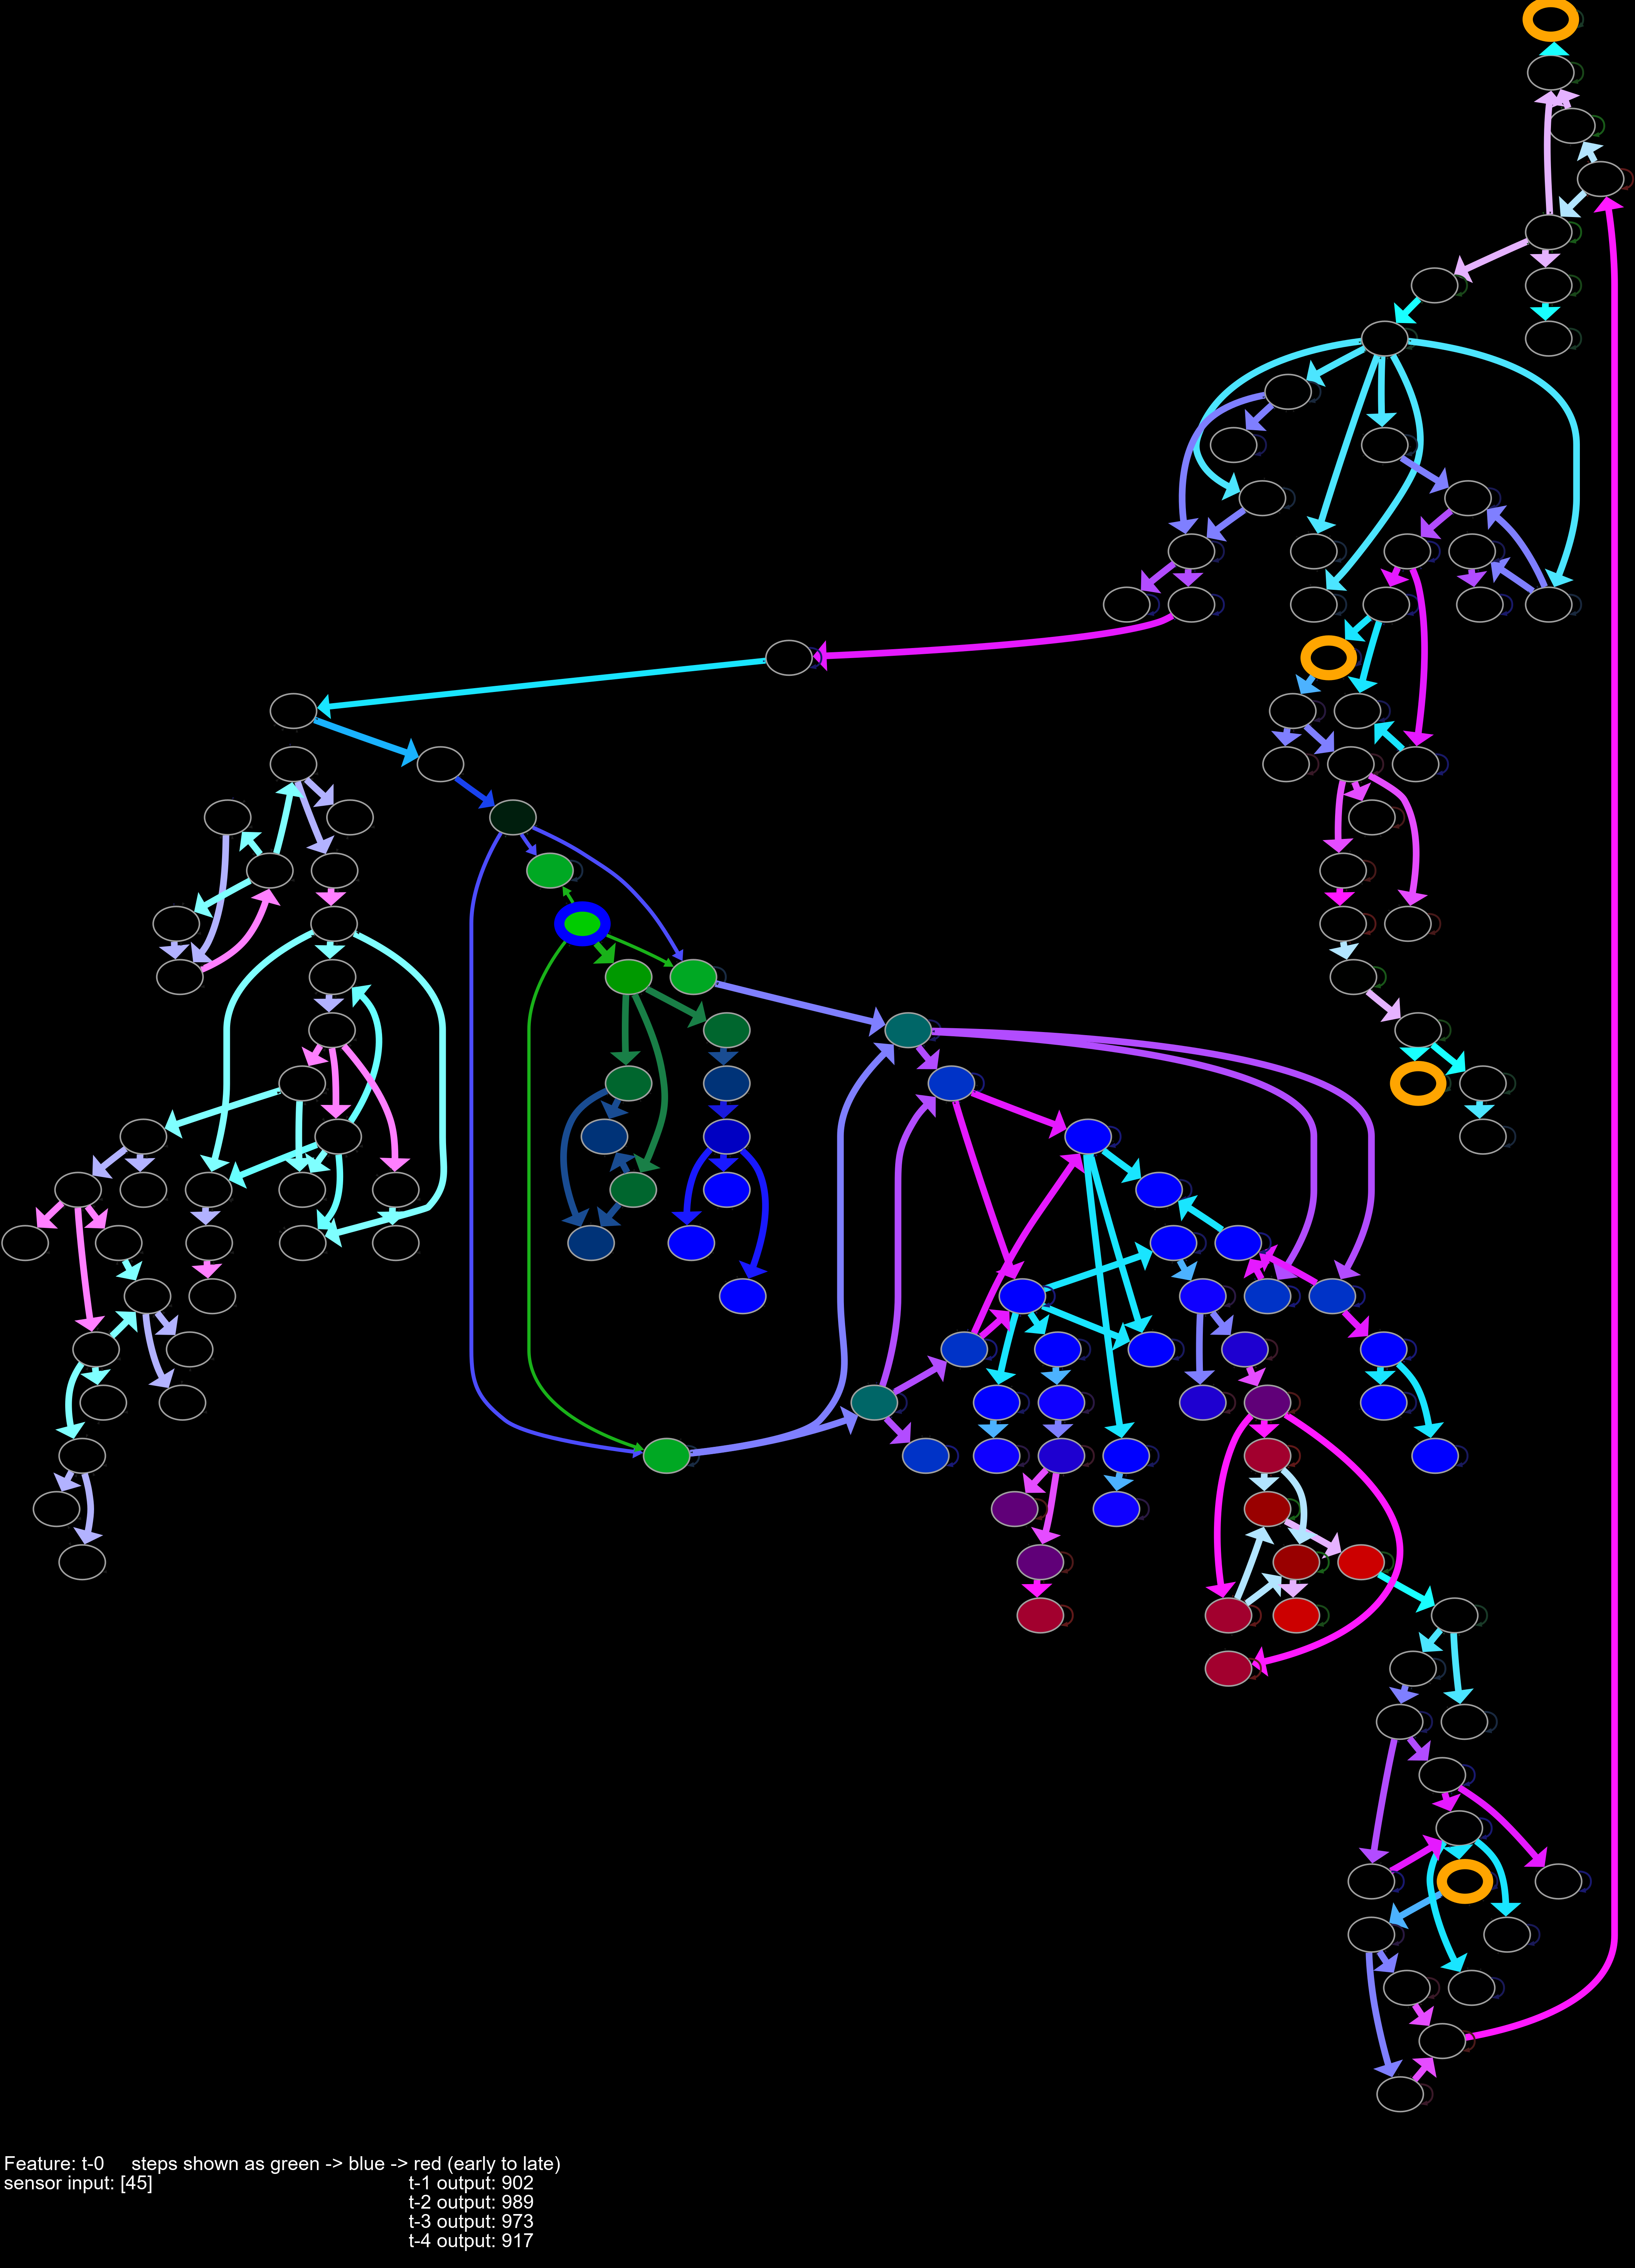 Feature: t-0     steps shown as green -> blue -> red (early to late)
sensor input: [45]
t-1 output: 902
t-2 output: 989
t-3 output: 973
t-4 output: 917